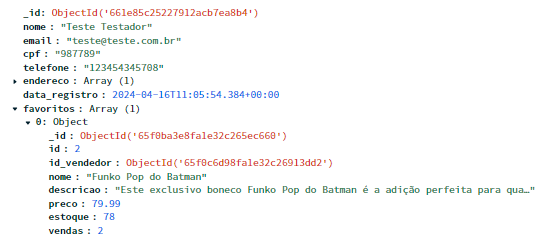 _id: ObjectId('661e85c25227912acb7ea8b4')
nome: "Teste Testador"
email: "teste@teste.com.br"
cpf: "987789"
telefone: "123454345708"
endereco: Array (1)
data_registro: 2024-04-16T11:05:54.384+00:00
favoritos: Array (1)
0: Object
_id: ObjectId('65f0ba3e8fa1e32c265ec660')
id: 2
id_vendedor: ObjectId('65f0c6d98fa1e32c26913dd2')
nome: "Funko Pop do Batman"
descricao: "Este exclusivo boneco Funko Pop do Batman é a adição perfeita para qua…"
preco: 79.99
estoque: 78
vendas: 2